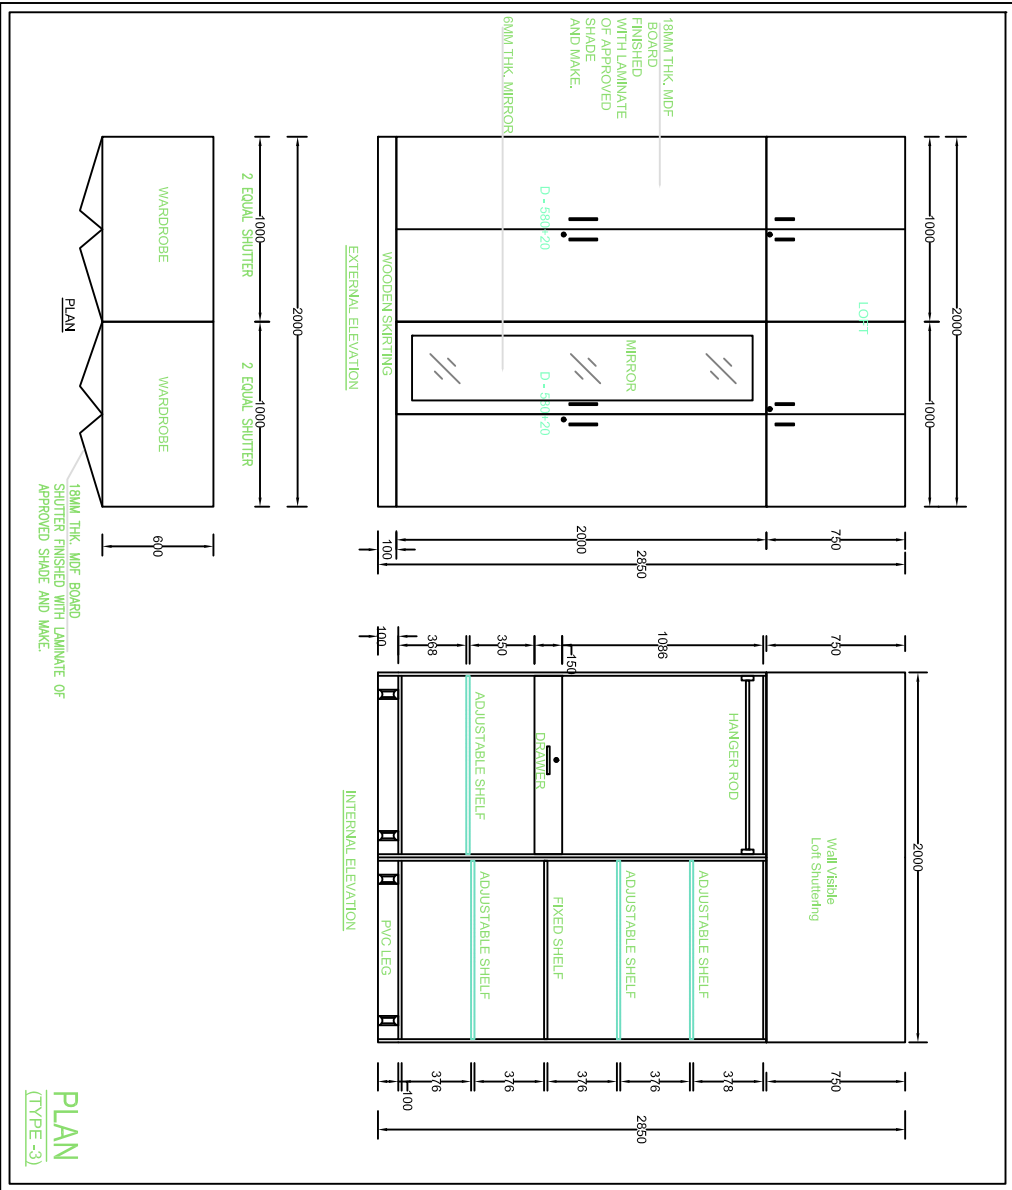 2000
1000
1000
LOFT
18MM THK. MDF
BOARD
FINISHED
WITH LAMINATE
OF APPROVED
SHADE
AND MAKE.
MIRROR
D - 580+20
D - 580+20
6MM THK. MIRROR
WOODEN SKIRTING
750
2000
100
2850
EXTERNAL ELEVATION
2000
750
1086
150
350
368
100
Wall Visible
Loft Shuttering
HANGER ROD
DRAWER
ADJUSTABLE SHELF
ADJUSTABLE SHELF
ADJUSTABLE SHELF
FIXED SHELF
ADJUSTABLE SHELF
PVC LEG
750
378
376
376
376
376
100
2850
INTERNAL ELEVATION
2000
1000
1000
2 EQUAL SHUTTER
2 EQUAL SHUTTER
WARDROBE
WARDROBE
600
18MM THK. MDF BOARD
SHUTTER FINISHED WITH LAMINATE OF
APPROVED SHADE AND MAKE.
PLAN
PLAN
(TYPE -3)